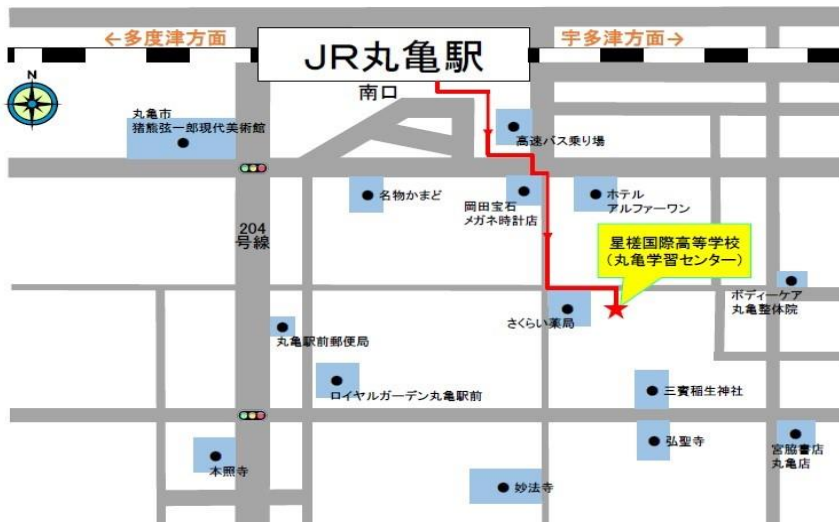 ←多度津方面
JR丸亀駅
宇多津方面→
南口
N
丸亀市
猪熊弦一郎現代美術館
高速バス乗り場
名物かまど
岡田宝石
メガネ時計店
ホテル
アルファーワン
204
号線
星槎国際高等学校
(丸亀学習センター)
ボディーケア
丸亀整体院
さくらい薬局
丸亀駅前郵便局
ロイヤルガーデン丸亀駅前
三寳稲生神社
本照寺
弘聖寺
宮脇書店
丸亀店
妙法寺